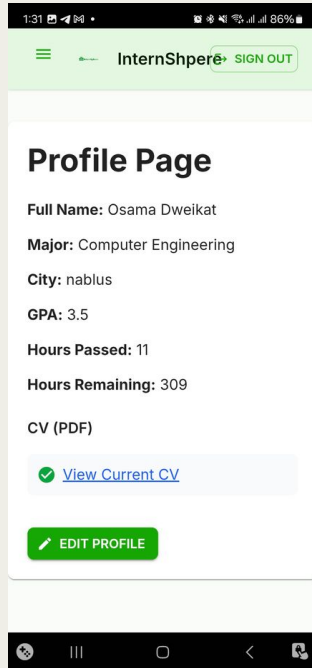 1:31
86%
InternShpere
SIGN OUT
Profile Page
Full Name: Osama Dweikat
Major: Computer Engineering
City: nablus
GPA: 3.5
Hours Passed: 11
Hours Remaining: 309
CV (PDF)
View Current CV
EDIT PROFILE